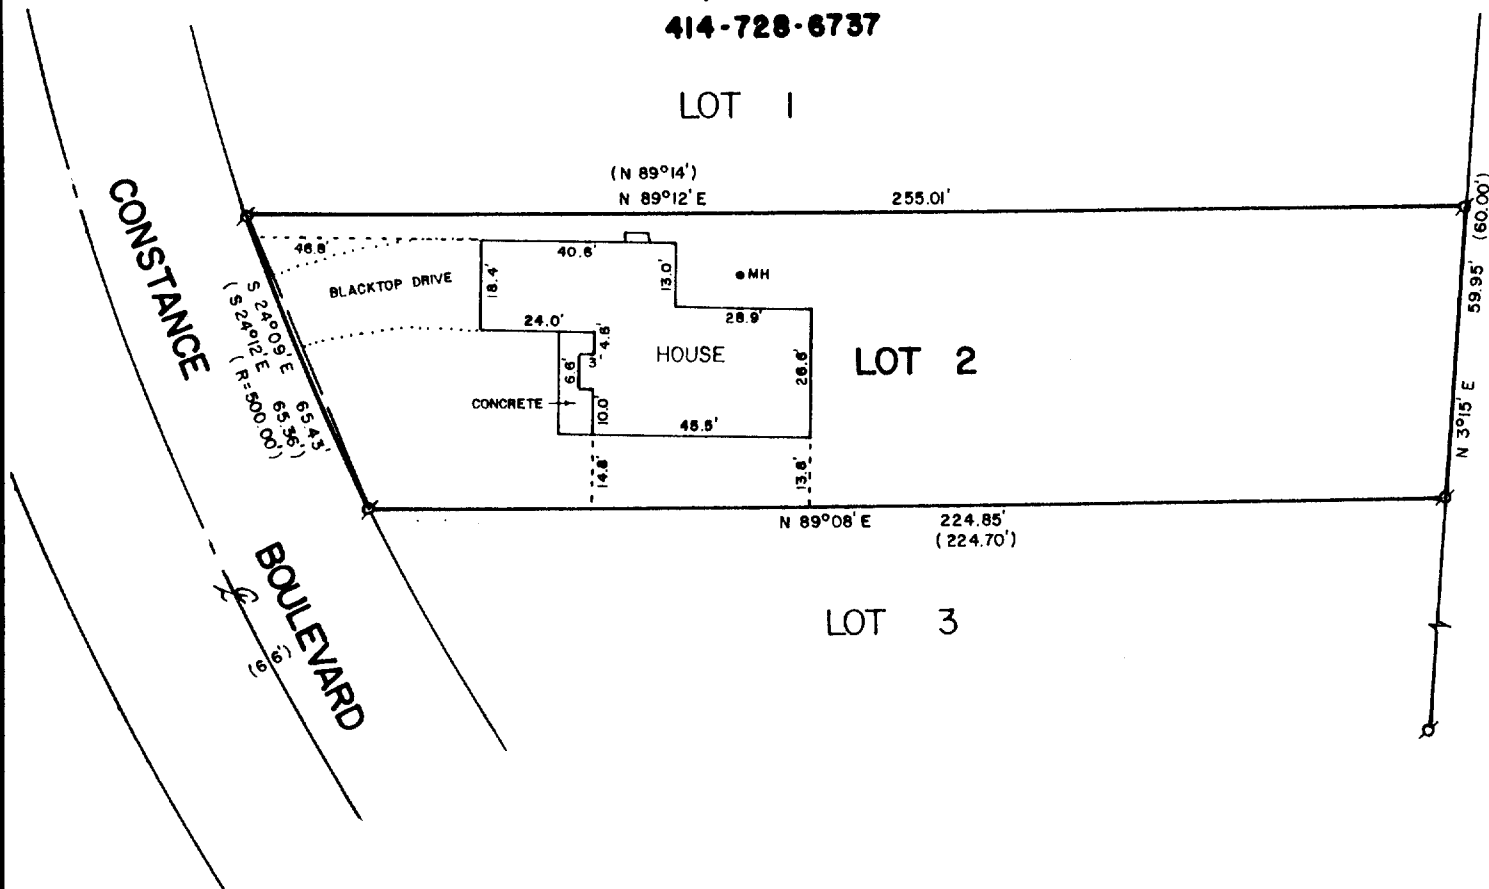 414-728-6737
LOT 1
(N 89°14')
N 89°12' E 255.01'
(60.00')
59.95'
N 3°15' E
CONSTANCE
BOULEVARD
(66')
S 24°09' E 65.43'
(S 24°12' E 65.36')
(R=500.00')
46.8'
BLACKTOP DRIVE
18.4'
40.6'
13.0'
MH
28.9'
24.0'
4.6'
3'
6.6'
10.0'
HOUSE
26.6'
LOT 2
CONCRETE
45.5'
14.8'
13.8'
N 89°08' E 224.85'
(224.70')
LOT 3